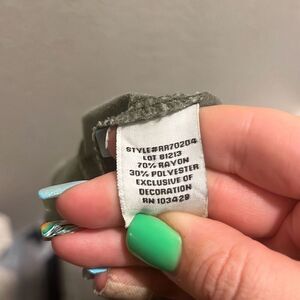 STYLE#RR70204
LOT 81213
70% RAYON
30% POLYESTER
EXCLUSIVE OF
DECORATION
RN 103429